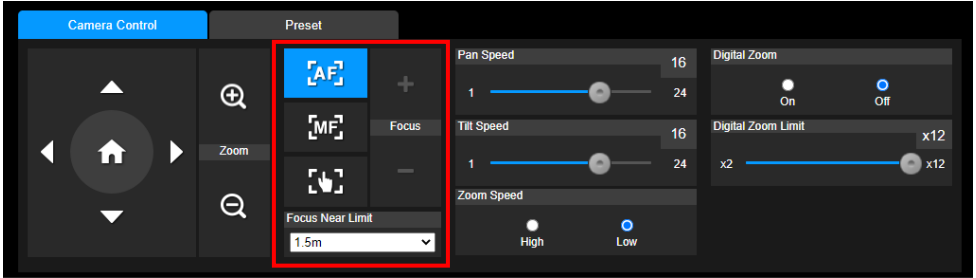 Camera Control
Preset
AF
MF
Zoom
Focus
Focus Near Limit
1.5m
Pan Speed
16
1
24
Tilt Speed
16
1
24
Zoom Speed
High
Low
Digital Zoom
On
Off
Digital Zoom Limit
x12
x2
x12